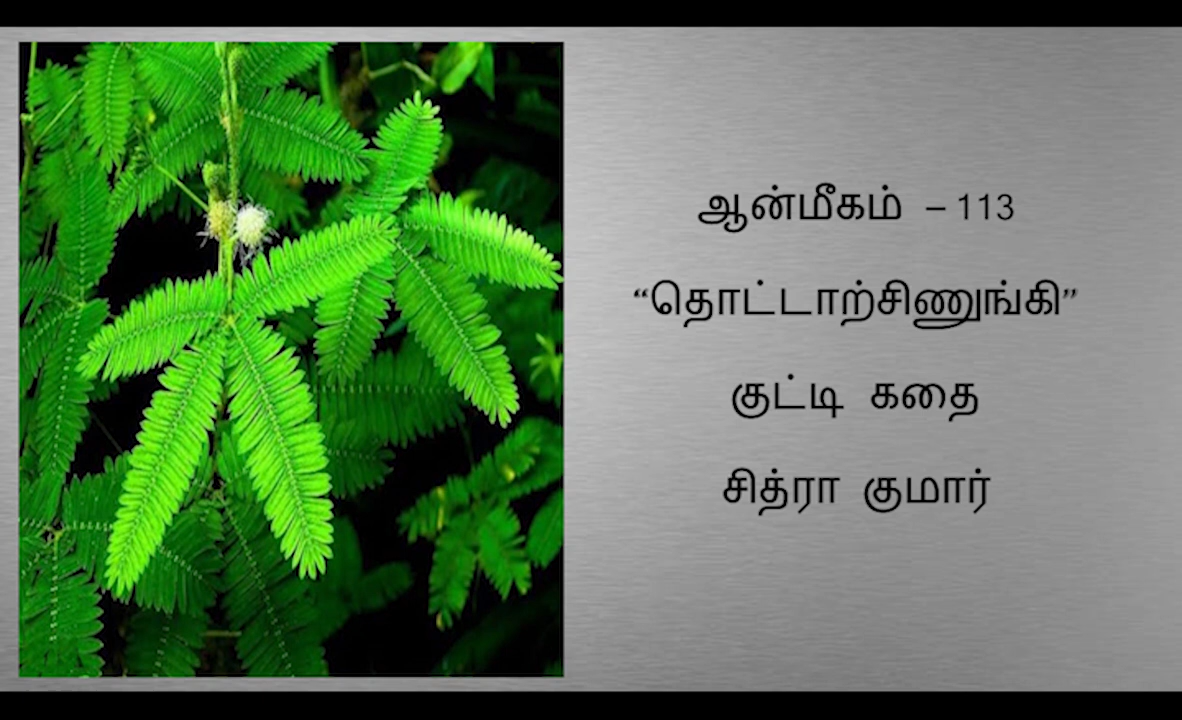 ஆன்மீகம் – 113
“தொட்டாற்சிணுங்கி”
குட்டி கதை
சித்ரா குமார்